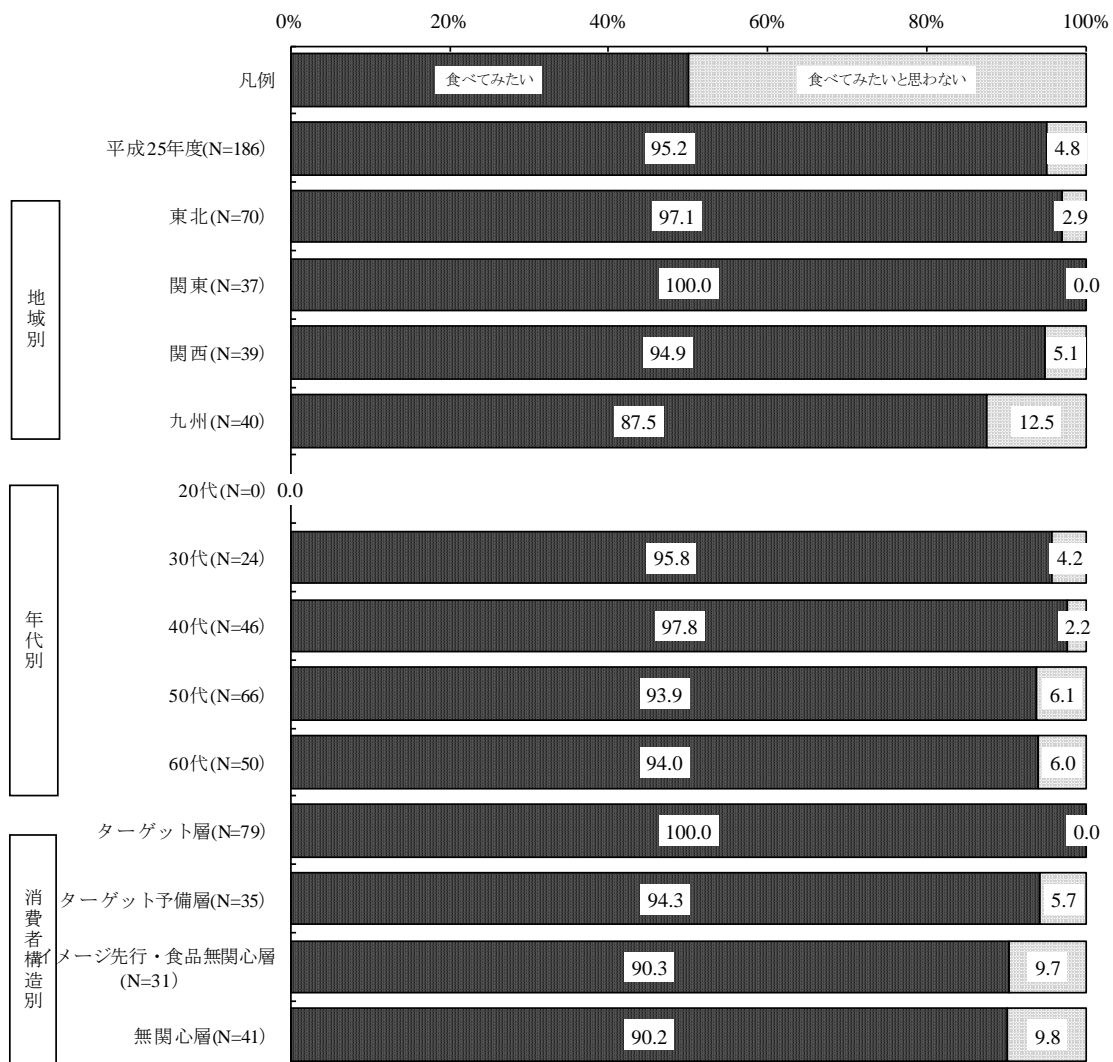 0% 20% 40% 60% 80% 100%
凡例 食べてみたい 食べてみたいと思わない
平成25年度(N=186) 95.2 4.8
地域別
東北(N=70) 97.1 2.9
関東(N=37) 100.0 0.0
関西(N=39) 94.9 5.1
九州(N=40) 87.5 12.5
年代別
20代(N=0) 0.0
30代(N=24) 95.8 4.2
40代(N=46) 97.8 2.2
50代(N=66) 93.9 6.1
60代(N=50) 94.0 6.0
消費者構造別
ターゲット層(N=79) 100.0 0.0
ターゲット予備層(N=35) 94.3 5.7
イメージ先行・食品無関心層
(N=31) 90.3 9.7
無関心層(N=41) 90.2 9.8